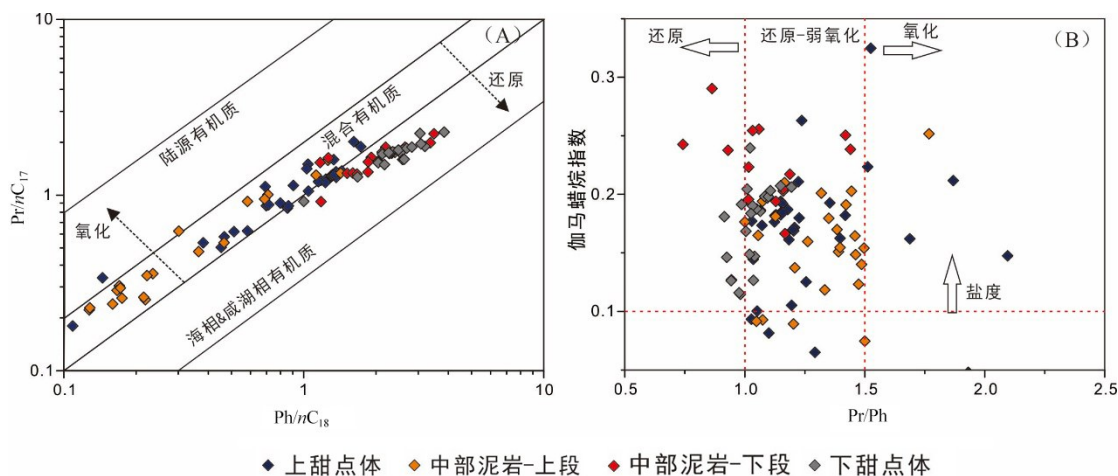 (A)
10
1
0.1
Pr/nC₁₇
陆源有机质
混合有机质
海相&咸湖相有机质
还原
氧化
0.1
1
10
Ph/nC₁₈
(B)
还原
还原-弱氧化
氧化
0.3
0.2
0.1
伽马蜡烷指数
盐度
0.5
1.0
1.5
2.0
2.5
Pr/Ph
上甜点体 中部泥岩-上段 中部泥岩-下段 下甜点体